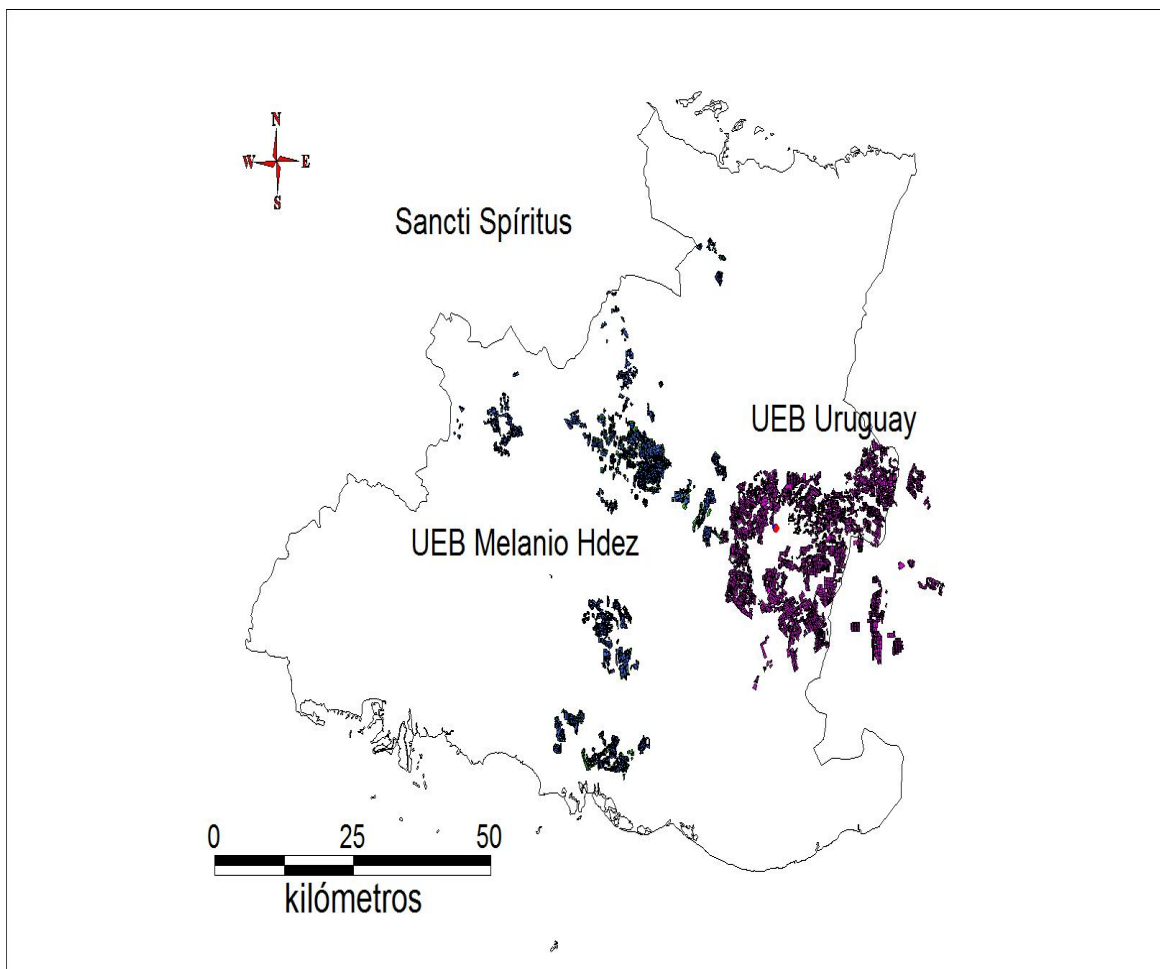 N
W E
S
Sancti Spíritus
UEB Uruguay
UEB Melanio Hdez
0 25 50
kilómetros